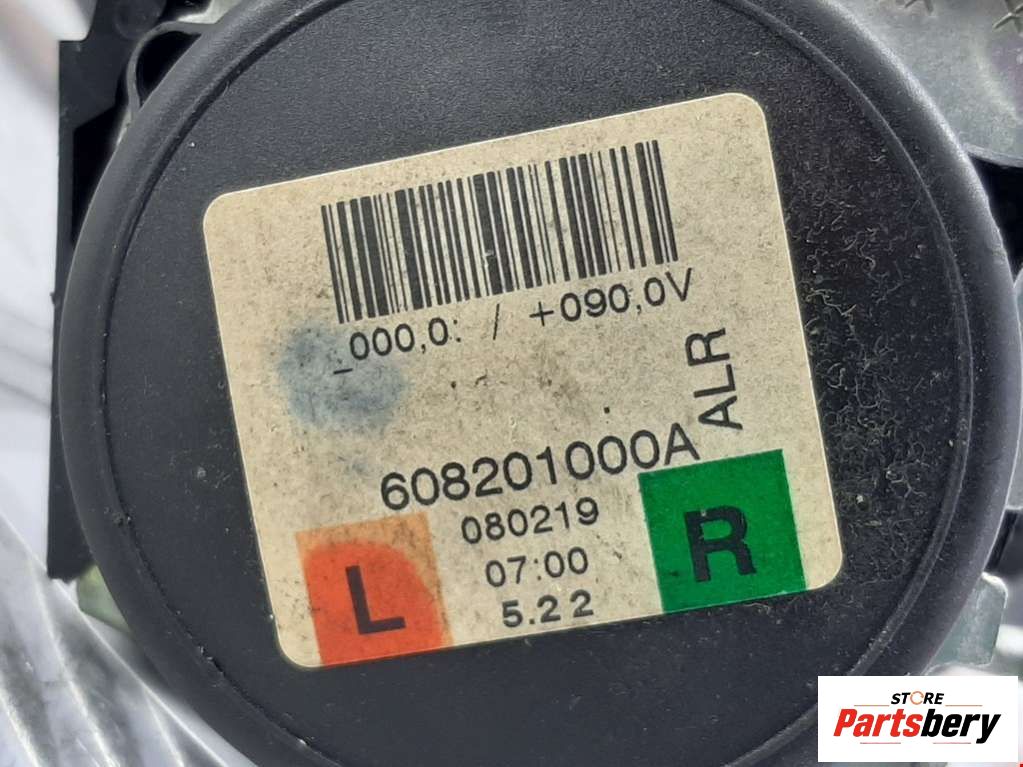 _000,0: / +090,0V
ALR
608201000A
080219
07:00
5.22
L
R
STORE
Partsbery